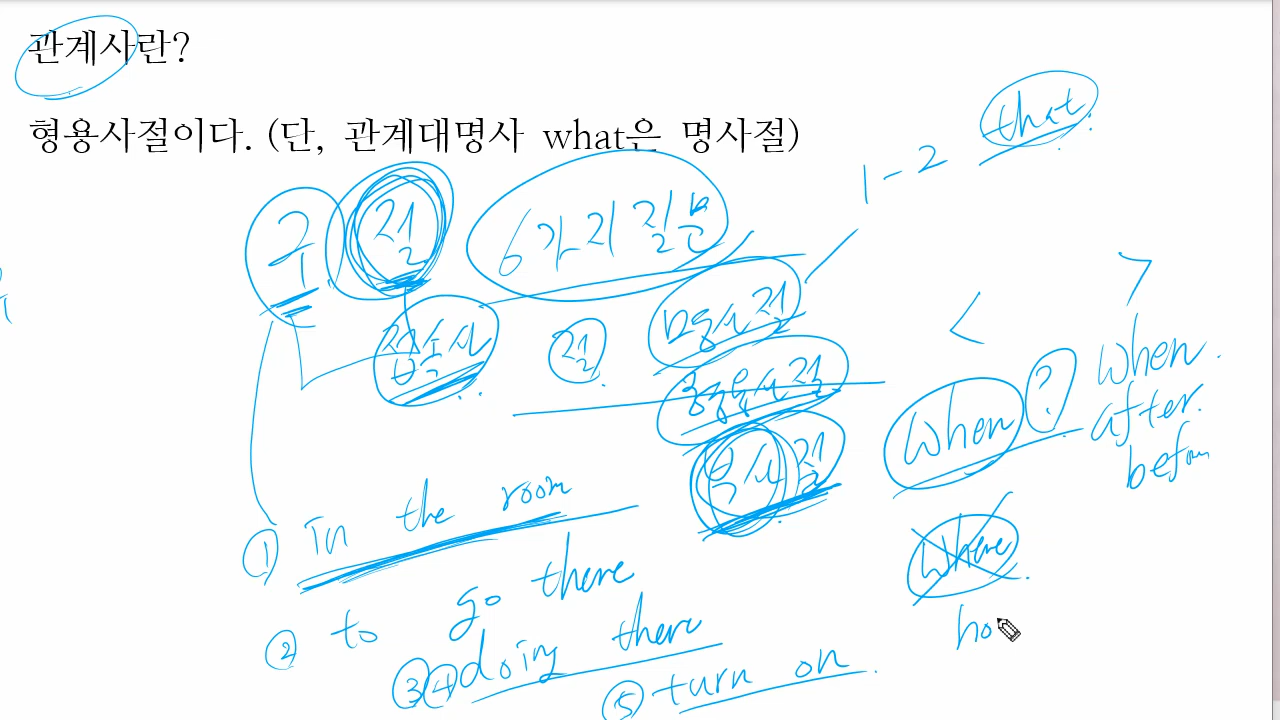 관계사란?
형용사절이다. (단, 관계대명사 what은 명사절)
that
1-2
구 절 6가지 질문
접속사 절 명사절
형용사절
부사절
< >
when ? when
after
before
where
ho
① in the room
② to go there
③④ doing there
⑤ turn on